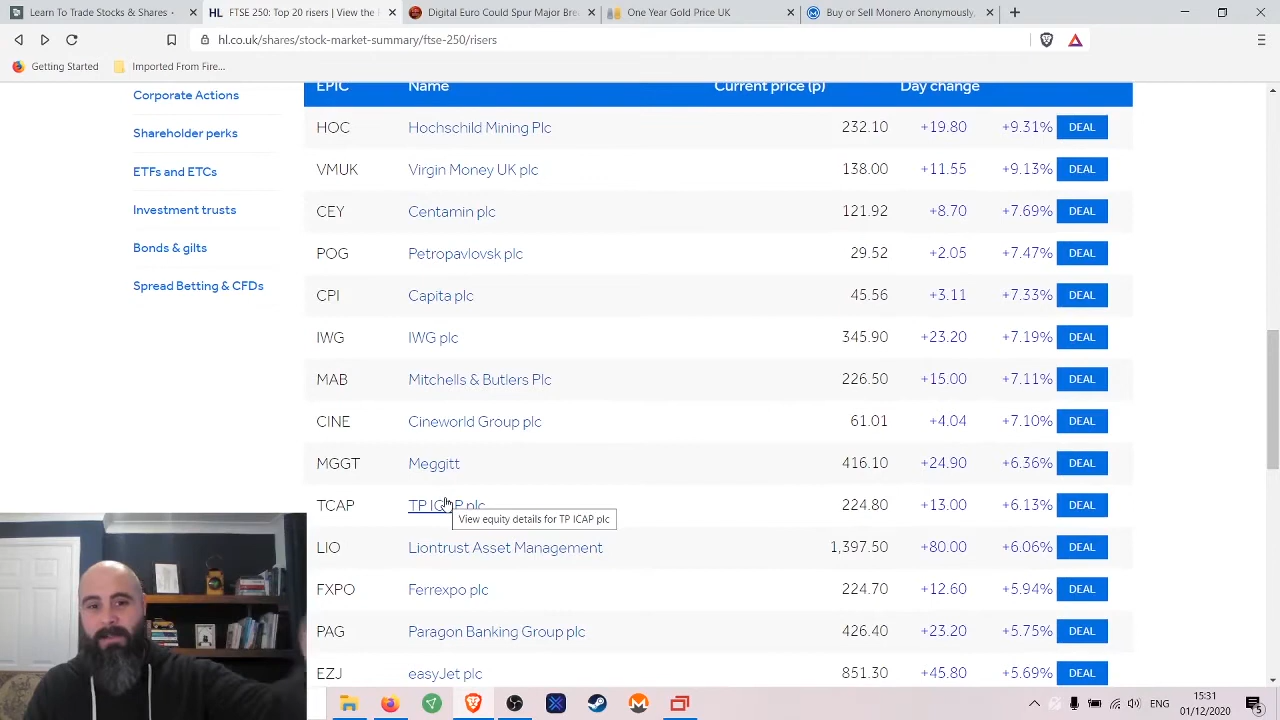 Learn To Trade Stocks & Shares -
HL FTSE 250: Top 20 risers | View the
Digital Euro Could Spur Major Bre
One Year Gold Price UK
Buy or Sell Monero Anonymously.
hl.co.uk/shares/stock-market-summary/ftse-250/risers
Getting Started
Imported From Fire...
Corporate Actions
Shareholder perks
ETFs and ETCs
Investment trusts
Bonds & gilts
Spread Betting & CFDs
EPIC Name Current price (p) Day change
HOC Hochschild Mining Plc 232.10 +19.80 +9.31% DEAL
VMUK Virgin Money UK plc 138.00 +11.55 +9.13% DEAL
CEY Centamin plc 121.92 +8.70 +7.69% DEAL
POG Petropavlovsk plc 29.52 +2.05 +7.47% DEAL
CPI Capita plc 45.56 +3.11 +7.33% DEAL
IWG IWG plc 345.90 +23.20 +7.19% DEAL
MAB Mitchells & Butlers Plc 226.50 +15.00 +7.11% DEAL
CINE Cineworld Group plc 61.01 +4.04 +7.10% DEAL
MGGT Meggitt 416.10 +24.90 +6.36% DEAL
TCAP TP ICAP plc 224.80 +13.00 +6.13% DEAL
View equity details for TP ICAP plc
LIO Liontrust Asset Management 1,397.50 +80.00 +6.06% DEAL
FXPO Ferrexpo plc 224.70 +12.60 +5.94% DEAL
PAG Paragon Banking Group plc 426.40 +23.20 +5.75% DEAL
EZJ easyJet plc 851.30 +45.80 +5.69% DEAL
ENG
15:31
01/12/2020
5